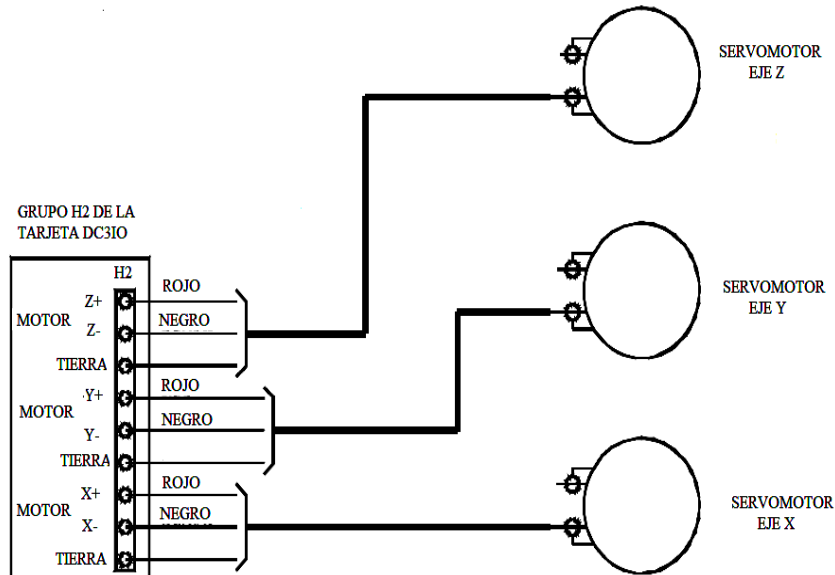 SERVOMOTOR
EJE Z
GRUPO H2 DE LA
TARJETA DC3IO
H2
Z+
ROJO
MOTOR
Z-
NEGRO
TIERRA
Y+
ROJO
MOTOR
Y-
NEGRO
TIERRA
X+
ROJO
MOTOR
X-
NEGRO
TIERRA
SERVOMOTOR
EJE Y
SERVOMOTOR
EJE X